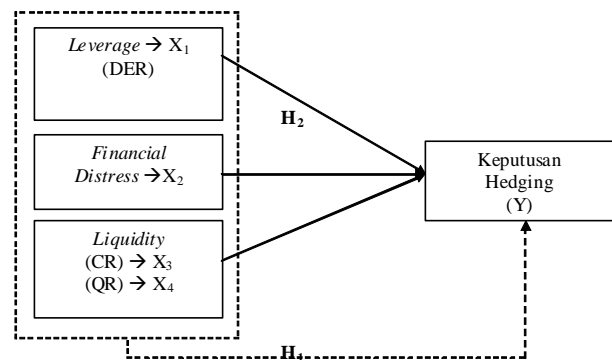 Leverage → X₁
(DER)
H₂
Financial
Distress → X₂
Keputusan
Hedging
(Y)
Liquidity
(CR) → X₃
(QR) → X₄
H₁